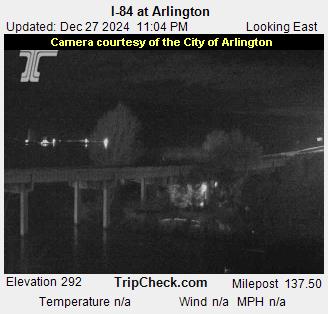 I-84 at Arlington
Updated: Dec 27 2024 11:04 PM Looking East
Camera courtesy of the City of Arlington
Elevation 292 TripCheck.com Milepost 137.50
Temperature n/a Wind n/a MPH n/a